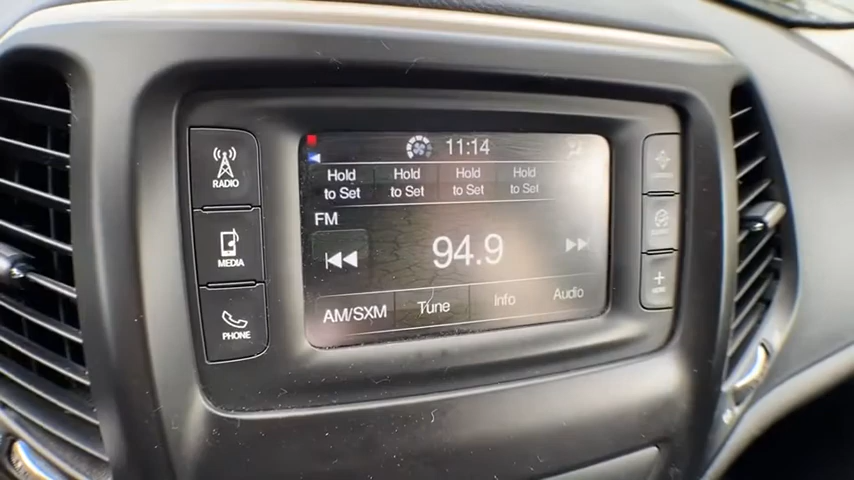 11:14
Hold to Set Hold to Set Hold to Set Hold to Set
FM
94.9
AM/SXM Tune Info Audio
RADIO
MEDIA
PHONE
MORE